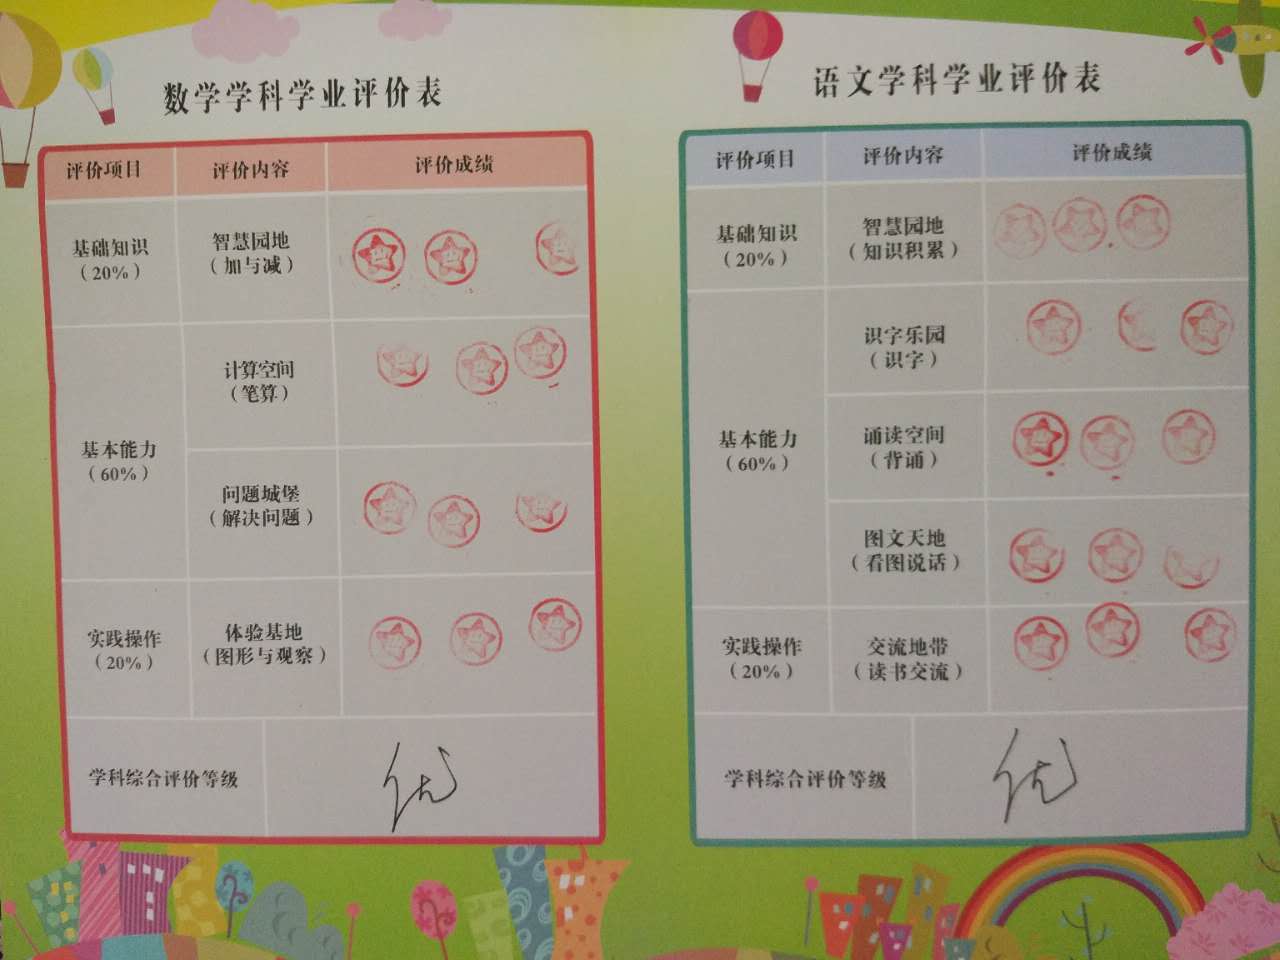 数学学科学业评价表
评价项目 评价内容 评价成绩
基础知识
（20%）
智慧园地
（加与减）
基本能力
（60%）
计算空间
（笔算）
问题城堡
（解决问题）
实践操作
（20%）
体验基地
（图形与观察）
学科综合评价等级 优
语文学科学业评价表
评价项目 评价内容 评价成绩
基础知识
（20%）
智慧园地
（知识积累）
基本能力
（60%）
识字乐园
（识字）
诵读空间
（背诵）
图文天地
（看图说话）
实践操作
（20%）
交流地带
（读书交流）
学科综合评价等级 优